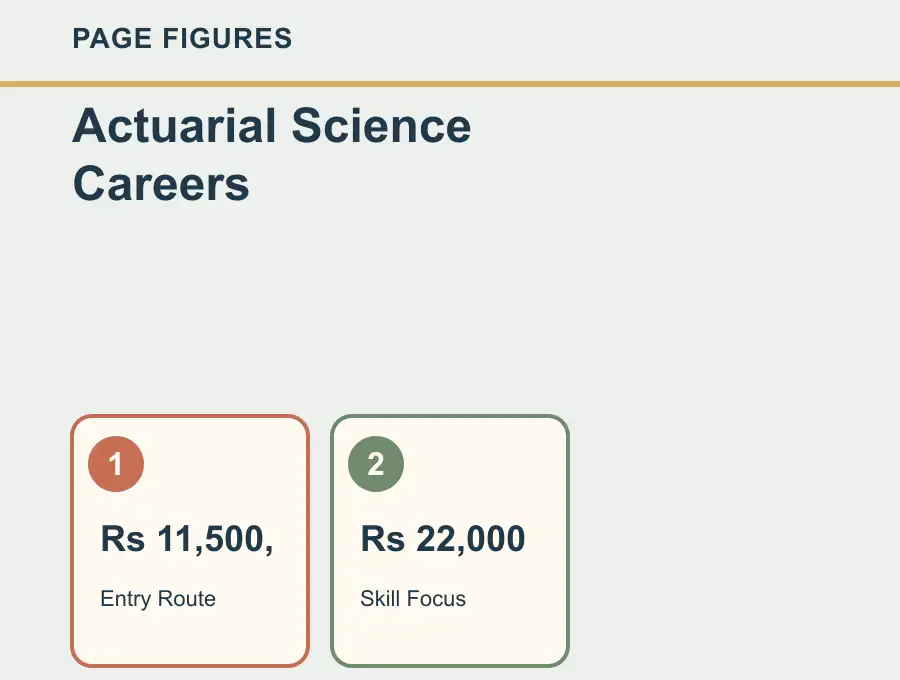 PAGE FIGURES
Actuarial Science
Careers
1
2
Rs 11,500,
Rs 22,000
Entry Route
Skill Focus